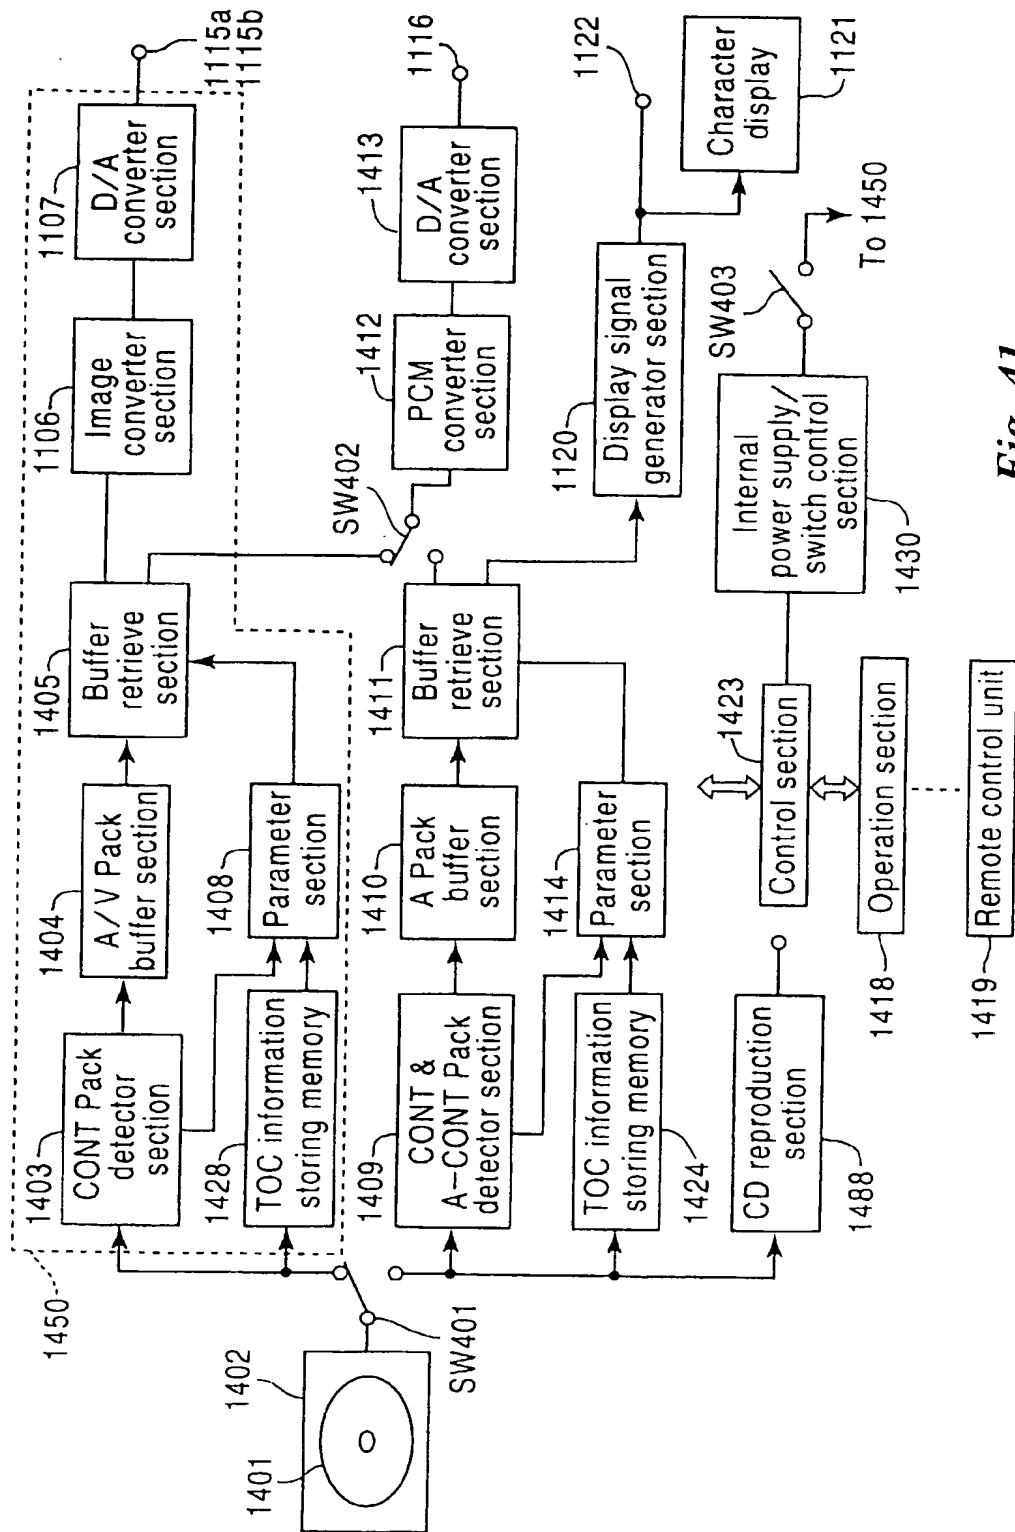 1107
D/A
converter
section
1115a
1115b
1106
Image
converter
section
1116
1413
D/A
converter
section
1122
Character
display
1121
1412
PCM
converter
section
SW402
1120
Display signal
generator section
SW403
To 1450
1405
Buffer
retrieve
section
1411
Buffer
retrieve
section
Internal
power supply/
switch control
section
1430
1404
A/V Pack
buffer section
1408
Parameter
section
1410
A Pack
buffer
section
1414
Parameter
section
1423
Control section
1418
Operation section
1419
Remote control unit
1403
CONT Pack
detector
section
1428
TOC information
storing memory
1409
CONT &
A-CONT Pack
detector section
TOC information
storing memory
1424
CD reproduction
section
1488
1450
SW401
1402
1401
Fig. 41